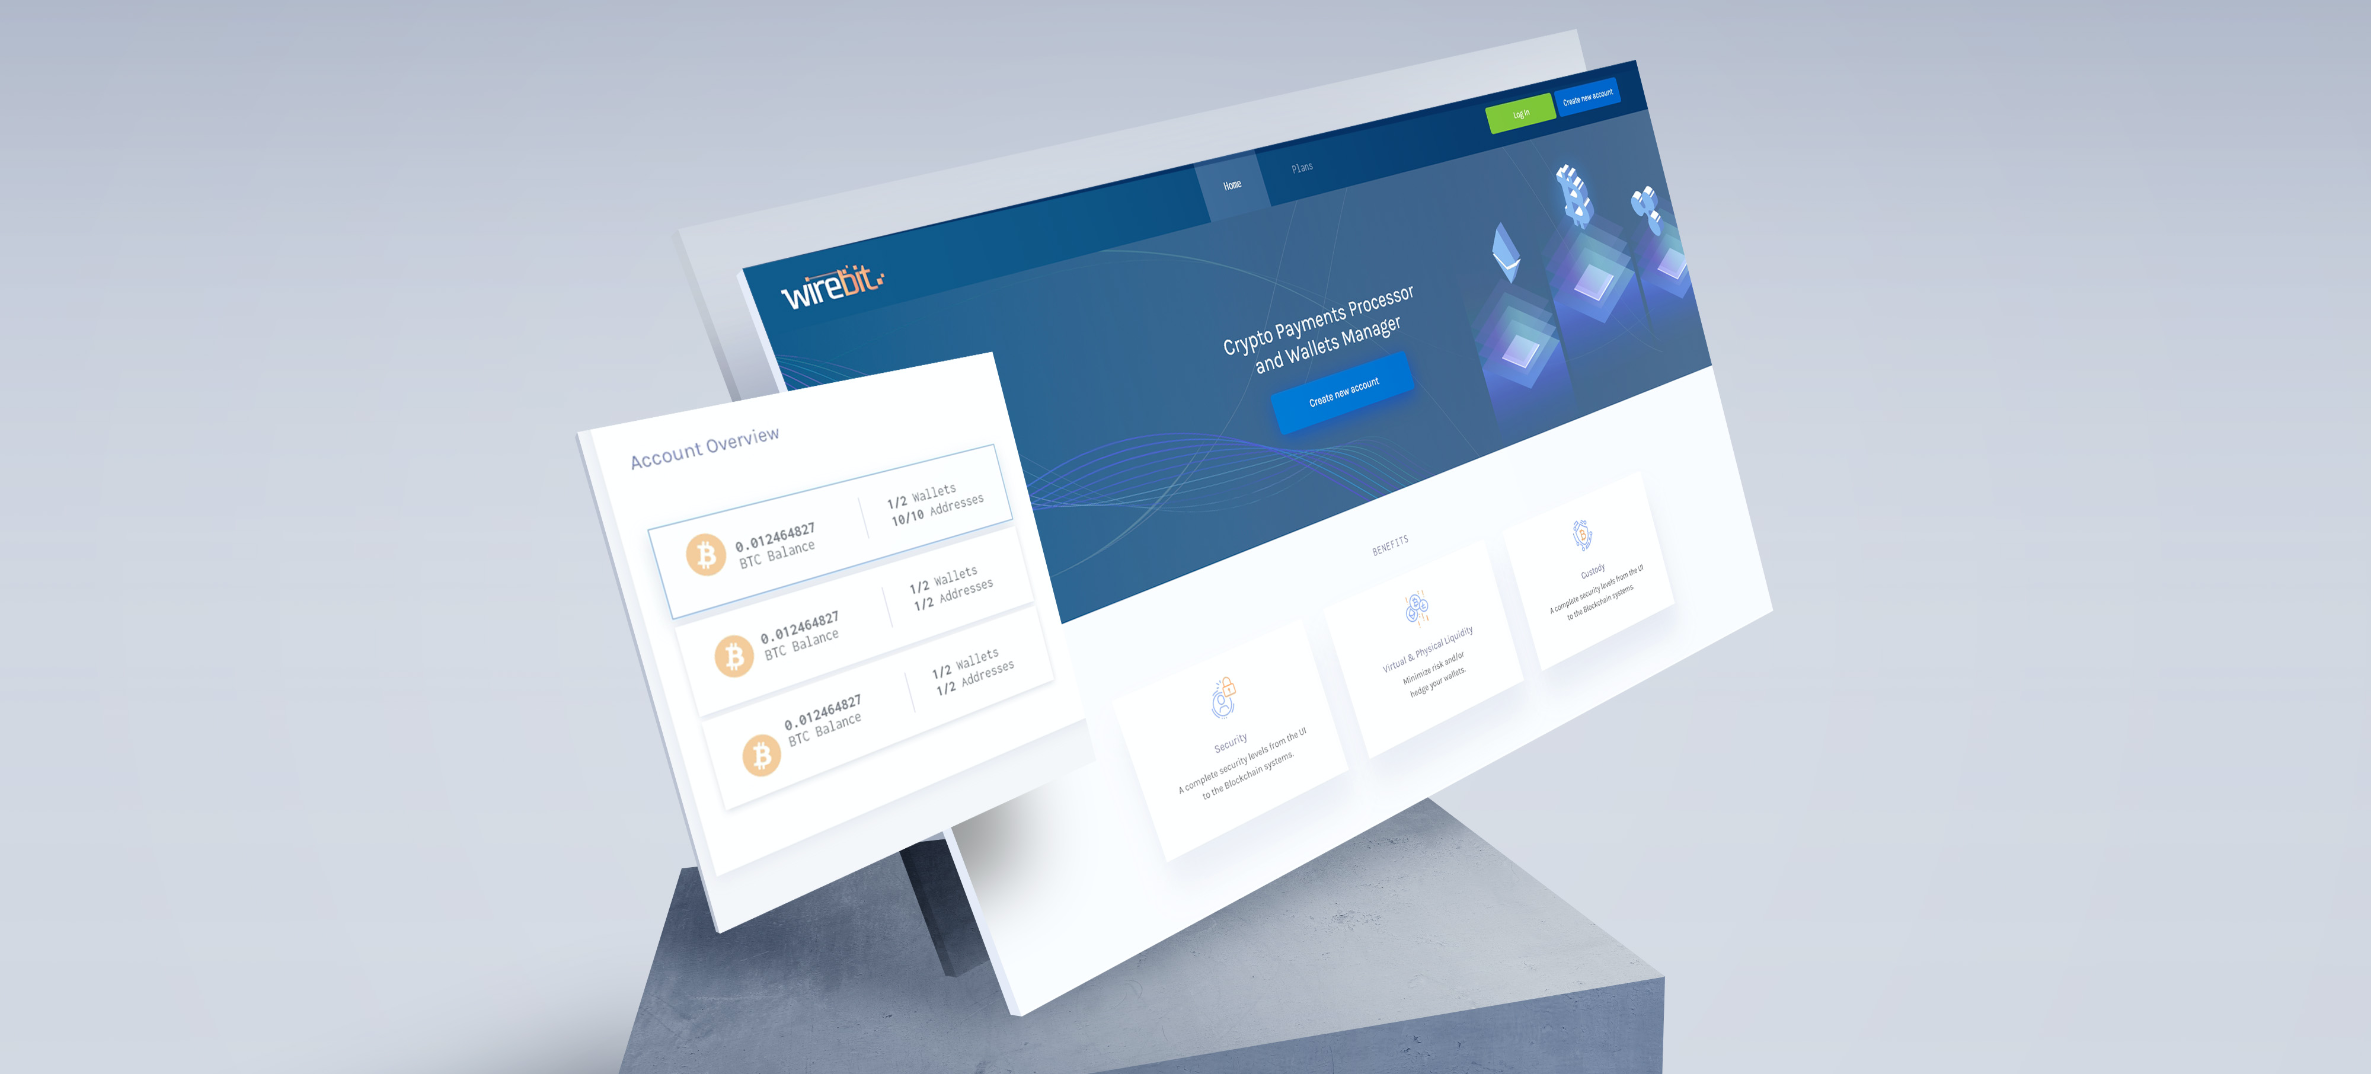 Log in
Create new account
Home
Plans
wirebit
Crypto Payments Processor
and Wallets Manager
Create new account
Account Overview
0.012464827
BTC Balance
1/2 Wallets
10/10 Addresses
0.012464827
BTC Balance
1/2 Wallets
1/2 Addresses
0.012464827
BTC Balance
1/2 Wallets
1/2 Addresses
BENEFITS
Security
A complete security levels from the UI
to the Blockchain systems.
Virtual & Physical Liquidity
Minimize risk and/or
hedge your wallets.
Custody
A complete security levels from the UI
to the Blockchain systems.